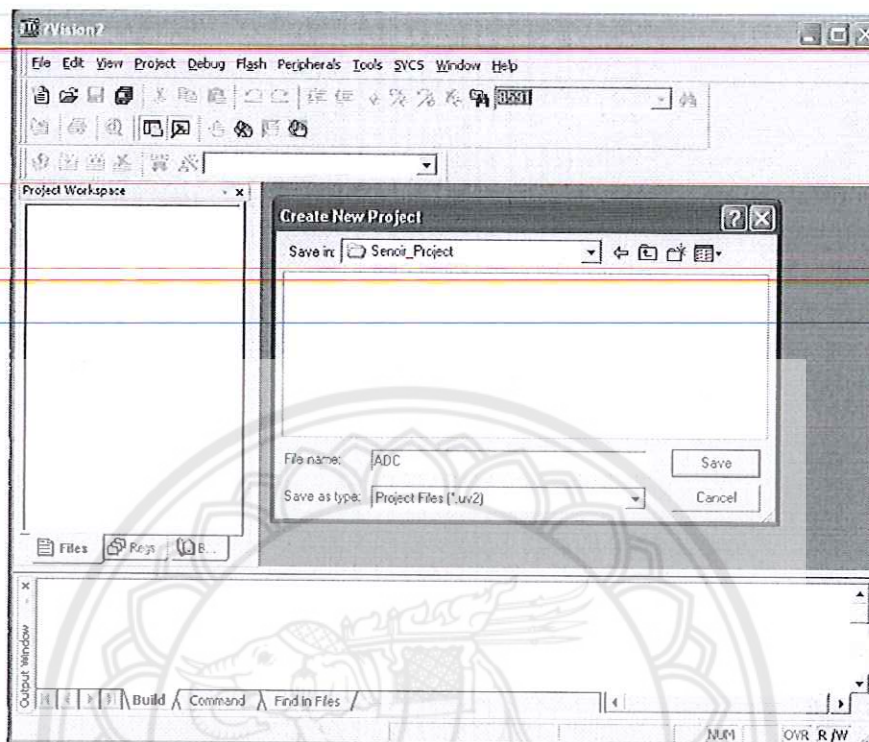 ?Vision2
File Edit View Project Debug Flash Peripherals Tools SVCS Window Help
Project Workspace
Create New Project
Save in: Senoir_Project
File name: ADC
Save
Save as type: Project Files (*.uv2)
Cancel
Files Regs B...
Output Window
Build Command Find in Files
NUM OVR R/W